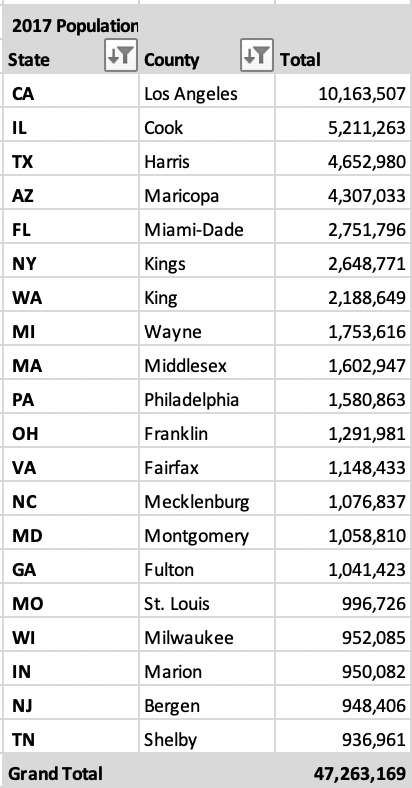 2017 Population
State County Total
CA Los Angeles 10,163,507
IL Cook 5,211,263
TX Harris 4,652,980
AZ Maricopa 4,307,033
FL Miami-Dade 2,751,796
NY Kings 2,648,771
WA King 2,188,649
MI Wayne 1,753,616
MA Middlesex 1,602,947
PA Philadelphia 1,580,863
OH Franklin 1,291,981
VA Fairfax 1,148,433
NC Mecklenburg 1,076,837
MD Montgomery 1,058,810
GA Fulton 1,041,423
MO St. Louis 996,726
WI Milwaukee 952,085
IN Marion 950,082
NJ Bergen 948,406
TN Shelby 936,961
Grand Total 47,263,169